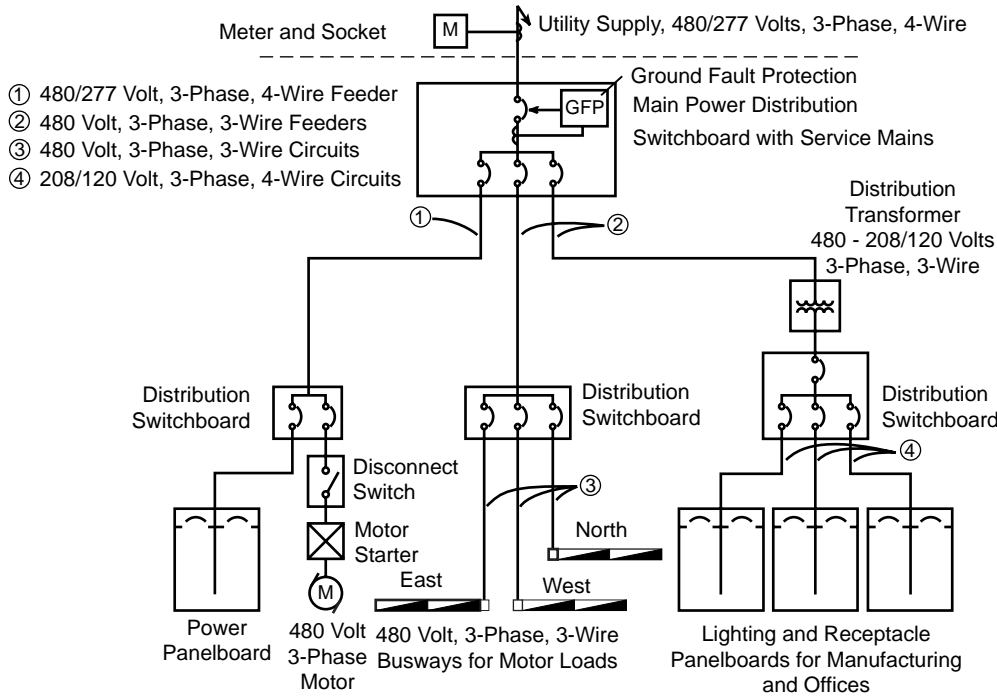 Meter and Socket
M
Utility Supply, 480/277 Volts, 3-Phase, 4-Wire
① 480/277 Volt, 3-Phase, 4-Wire Feeder
② 480 Volt, 3-Phase, 3-Wire Feeders
③ 480 Volt, 3-Phase, 3-Wire Circuits
④ 208/120 Volt, 3-Phase, 4-Wire Circuits
GFP
Ground Fault Protection
Main Power Distribution
Switchboard with Service Mains
①
②
Distribution
Transformer
480 - 208/120 Volts
3-Phase, 3-Wire
Distribution
Switchboard
Distribution
Switchboard
Distribution
Switchboard
④
Disconnect
Switch
③
Motor
Starter
M
North
East
West
Power
Panelboard
480 Volt
3-Phase
Motor
480 Volt, 3-Phase, 3-Wire
Busways for Motor Loads
Lighting and Receptacle
Panelboards for Manufacturing
and Offices